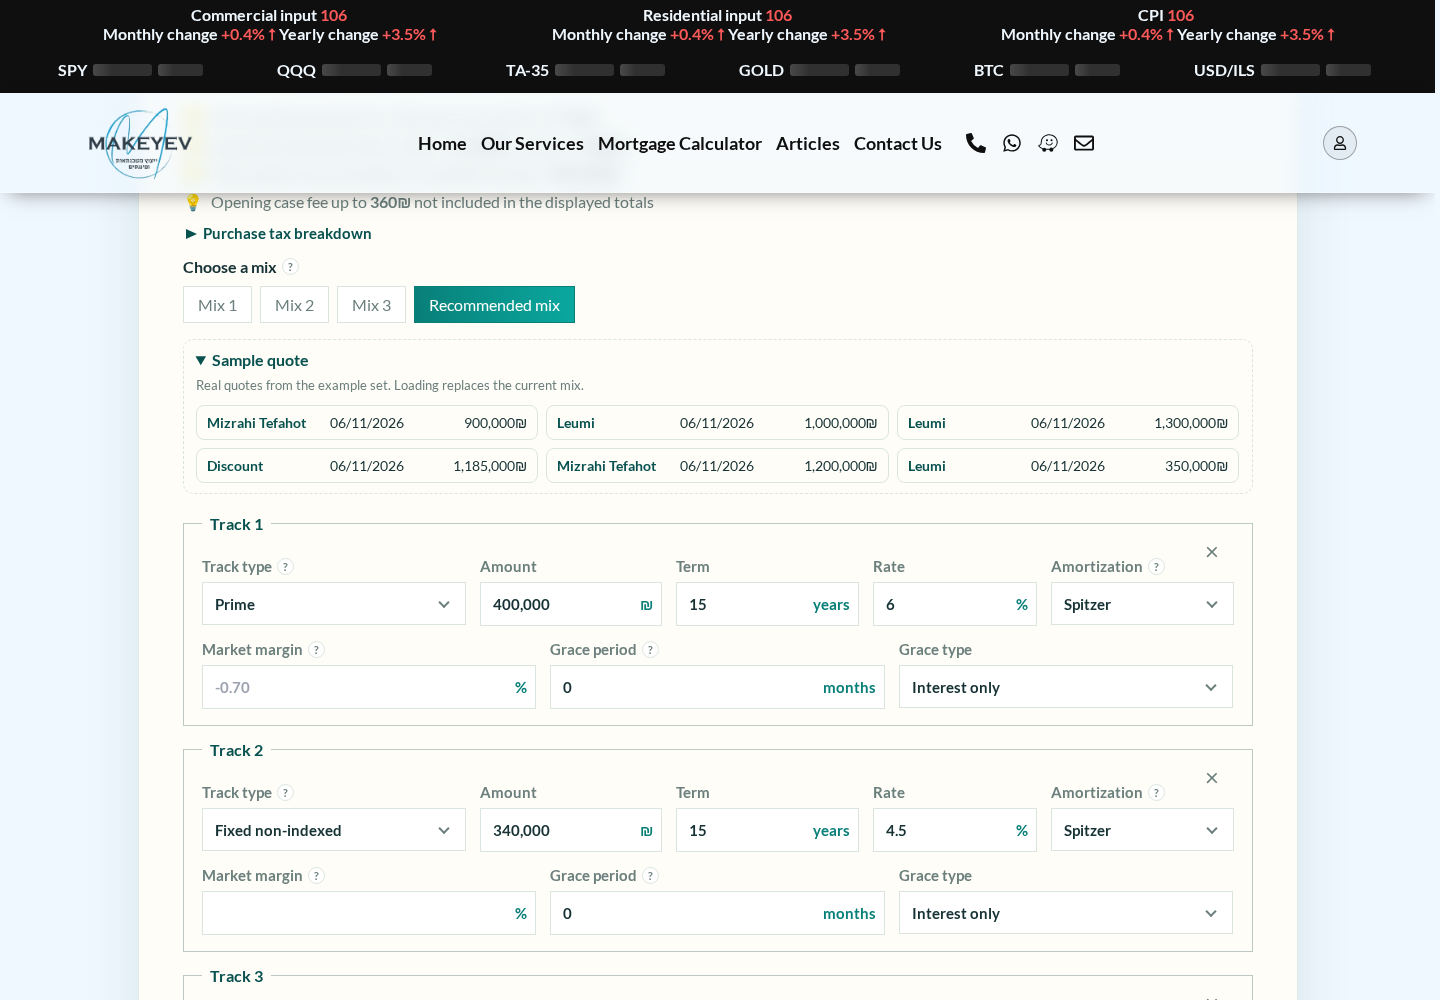 Commercial input 106
Monthly change +0.4% ↑ Yearly change +3.5% ↑
Residential input 106
Monthly change +0.4% ↑ Yearly change +3.5% ↑
CPI 106
Monthly change +0.4% ↑ Yearly change +3.5% ↑
SPY QQQ TA-35 GOLD BTC USD/ILS
MAKEYEV
Home Our Services Mortgage Calculator Articles Contact Us
💡 Opening case fee up to 360₪ not included in the displayed totals
▶ Purchase tax breakdown
Choose a mix ?
Mix 1 Mix 2 Mix 3 Recommended mix
▼ Sample quote
Real quotes from the example set. Loading replaces the current mix.
Mizrahi Tefahot 06/11/2026 900,000₪ Leumi 06/11/2026 1,000,000₪ Leumi 06/11/2026 1,300,000₪
Discount 06/11/2026 1,185,000₪ Mizrahi Tefahot 06/11/2026 1,200,000₪ Leumi 06/11/2026 350,000₪
Track 1
×
Track type ? Amount Term Rate Amortization ?
Prime 400,000 ₪ 15 years 6 % Spitzer
Market margin ? Grace period ? Grace type
-0.70 % 0 months Interest only
Track 2
×
Track type ? Amount Term Rate Amortization ?
Fixed non-indexed 340,000 ₪ 15 years 4.5 % Spitzer
Market margin ? Grace period ? Grace type
% 0 months Interest only
Track 3